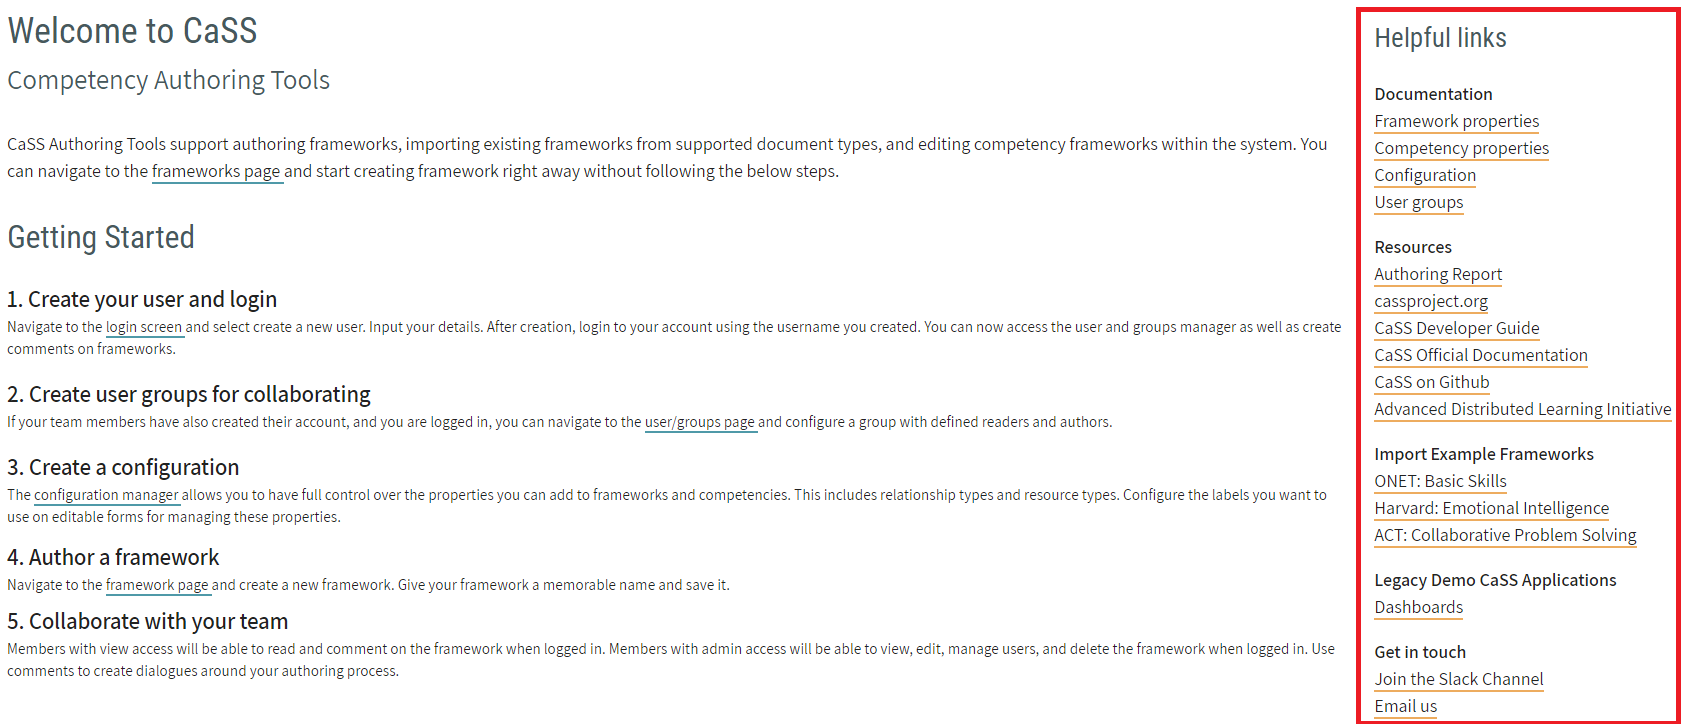 Welcome to CaSS
Competency Authoring Tools
CaSS Authoring Tools support authoring frameworks, importing existing frameworks from supported document types, and editing competency frameworks within the system. You
can navigate to the frameworks page and start creating framework right away without following the below steps.
Getting Started
1. Create your user and login
Navigate to the login screen and select create a new user. Input your details. After creation, login to your account using the username you created. You can now access the user and groups manager as well as create
comments on frameworks.
2. Create user groups for collaborating
If your team members have also created their account, and you are logged in, you can navigate to the user/groups page and configure a group with defined readers and authors.
3. Create a configuration
The configuration manager allows you to have full control over the properties you can add to frameworks and competencies. This includes relationship types and resource types. Configure the labels you want to
use on editable forms for managing these properties.
4. Author a framework
Navigate to the framework page and create a new framework. Give your framework a memorable name and save it.
5. Collaborate with your team
Members with view access will be able to read and comment on the framework when logged in. Members with admin access will be able to view, edit, manage users, and delete the framework when logged in. Use
comments to create dialogues around your authoring process.
Helpful links
Documentation
Framework properties
Competency properties
Configuration
User groups
Resources
Authoring Report
cassproject.org
CaSS Developer Guide
CaSS Official Documentation
CaSS on Github
Advanced Distributed Learning Initiative
Import Example Frameworks
ONET: Basic Skills
Harvard: Emotional Intelligence
ACT: Collaborative Problem Solving
Legacy Demo CaSS Applications
Dashboards
Get in touch
Join the Slack Channel
Email us